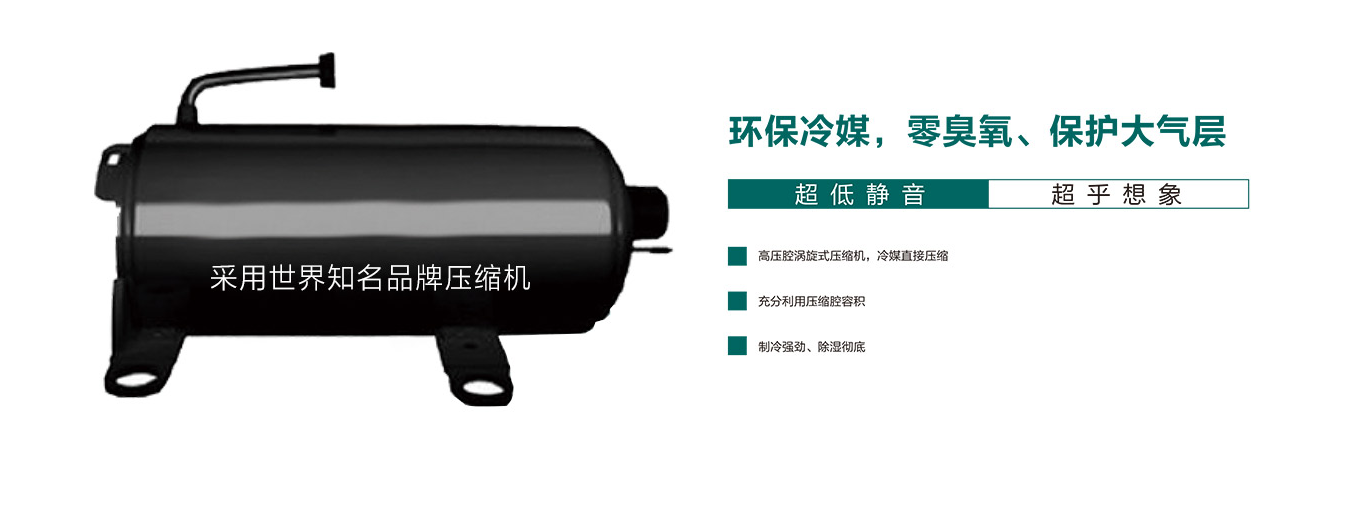 采用世界知名品牌压缩机
环保冷媒，零臭氧、保护大气层
超低静音 超乎想象
高压腔涡旋式压缩机，冷媒直接压缩
充分利用压缩腔容积
制冷强劲、除湿彻底